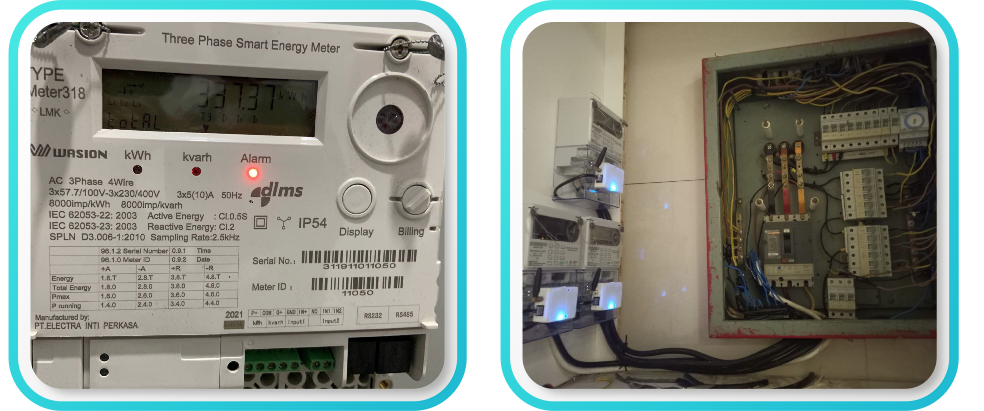 Three Phase Smart Energy Meter
TYPE
Meter318
LMK
337.37 kWh
totAL
WASION
kWh
kvarh
Alarm
dlms
AC 3Phase 4Wire
3x57.7/100V-3x230/400V 3x5(10)A 50Hz
8000imp/kWh 8000imp/kvarh
IEC 62053-22: 2003 Active Energy : Cl.0.5S
IEC 62053-23: 2003 Reactive Energy: Cl.2
SPLN D3.006-1:2010 Sampling Rate:2.5kHz
IP54
Display
Billing
96.1.2 Serial Number 0.9.1 Time
96.1.0 Meter ID 0.9.2 Date
+A -A +R -R
Energy 1.8.T 2.8.T 3.8.T 4.8.T
Total Energy 1.8.0 2.8.0 3.8.0 4.8.0
Pmax 1.6.0 2.6.0 3.6.0 4.6.0
P running 1.4.0 2.4.0 3.4.0 4.4.0
Serial No.:
311911011050
Meter ID :
11050
Manufactured by:
PT.ELECTRA INTI PERKASA
2021
P+ COM Q+ GND IN+ NC IN1 IN2
kWh kvarh Input1 Input2
RS232 RS485